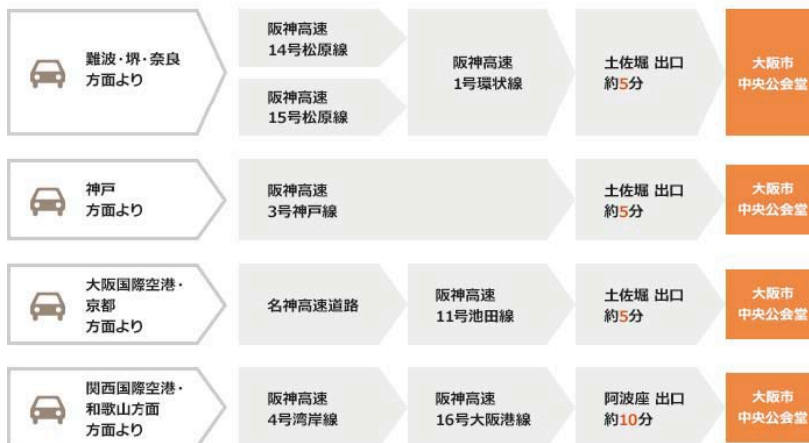 難波・堺・奈良
方面より
阪神高速
14号松原線
阪神高速
15号松原線
阪神高速
1号環状線
土佐堀 出口
約5分
大阪市
中央公会堂
神戸
方面より
阪神高速
3号神戸線
土佐堀 出口
約5分
大阪市
中央公会堂
大阪国際空港・
京都
方面より
名神高速道路
阪神高速
11号池田線
土佐堀 出口
約5分
大阪市
中央公会堂
関西国際空港・
和歌山方面
方面より
阪神高速
4号湾岸線
阪神高速
16号大阪港線
阿波座 出口
約10分
大阪市
中央公会堂